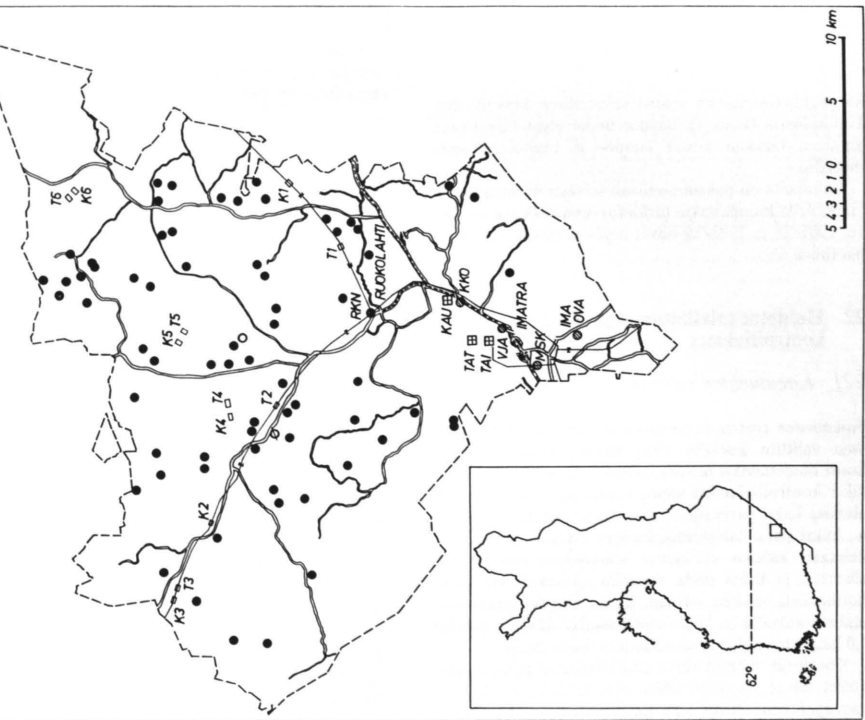 T6
K6
K5
T5
K3
T3
K2
K4
T4
T2
K1
T1
RKN
RUOKOLAHTI
KAU
KKO
TAT
TAI
VJA
IMATRA
MSK
IMA
OVA
62°
5 4 3 2 1 0 5 10 km